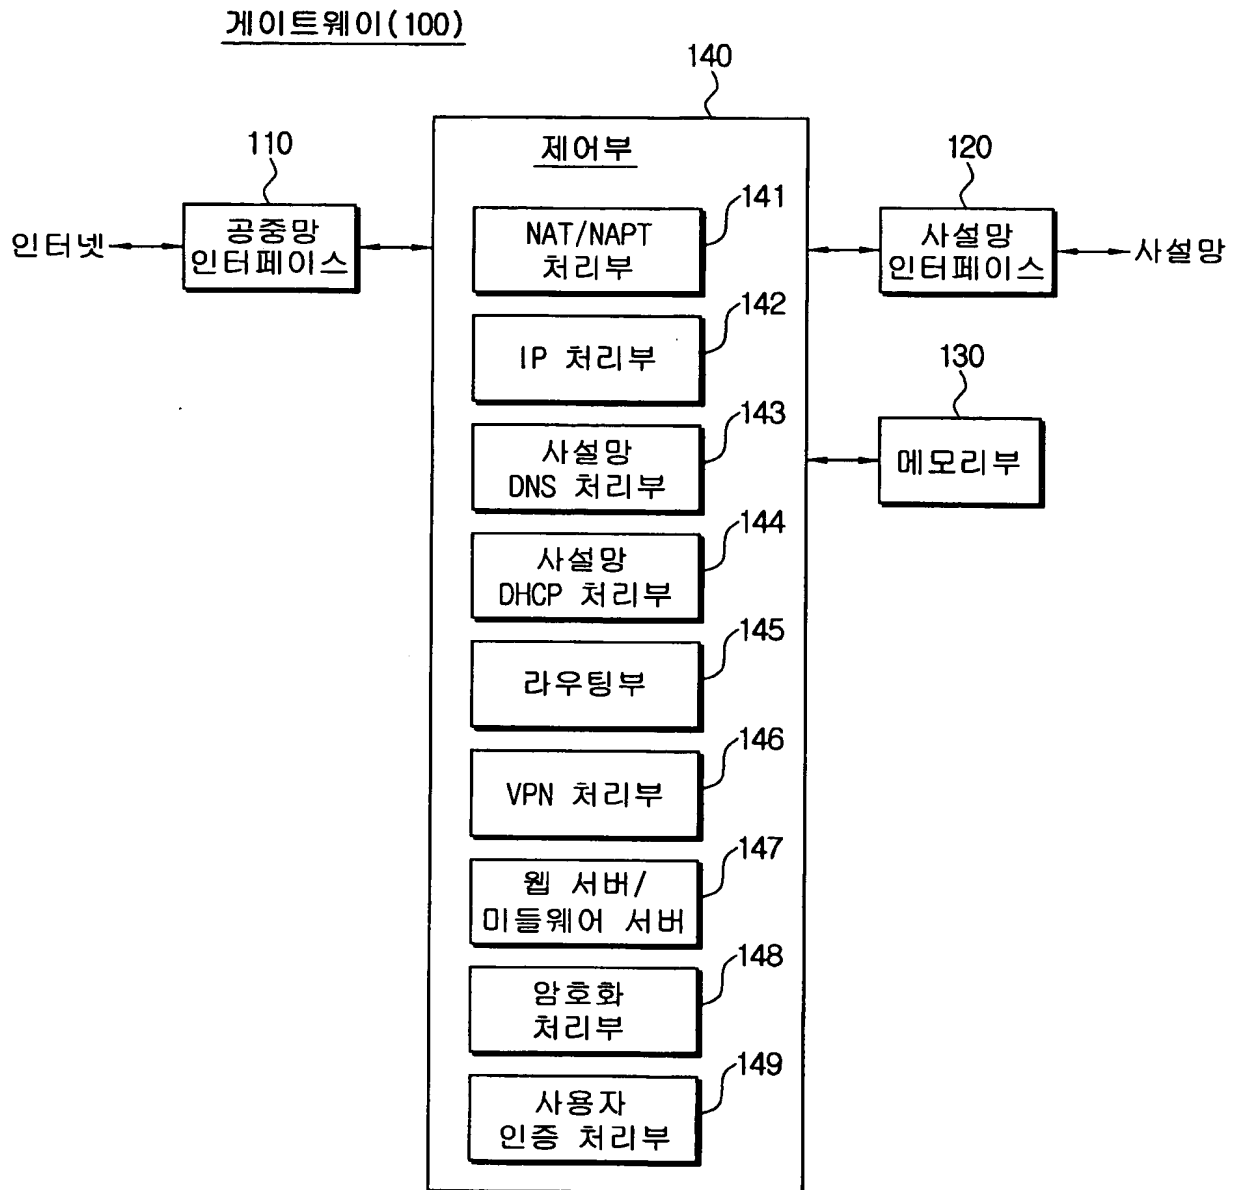 게이트웨이(100)
140
제어부
110
공중망
인터페이스
인터넷
120
사설망
인터페이스
사설망
130
메모리부
141
NAT/NAPT
처리부
142
IP 처리부
143
사설망
DNS 처리부
144
사설망
DHCP 처리부
145
라우팅부
146
VPN 처리부
147
웹 서버/
미들웨어 서버
148
암호화
처리부
149
사용자
인증 처리부